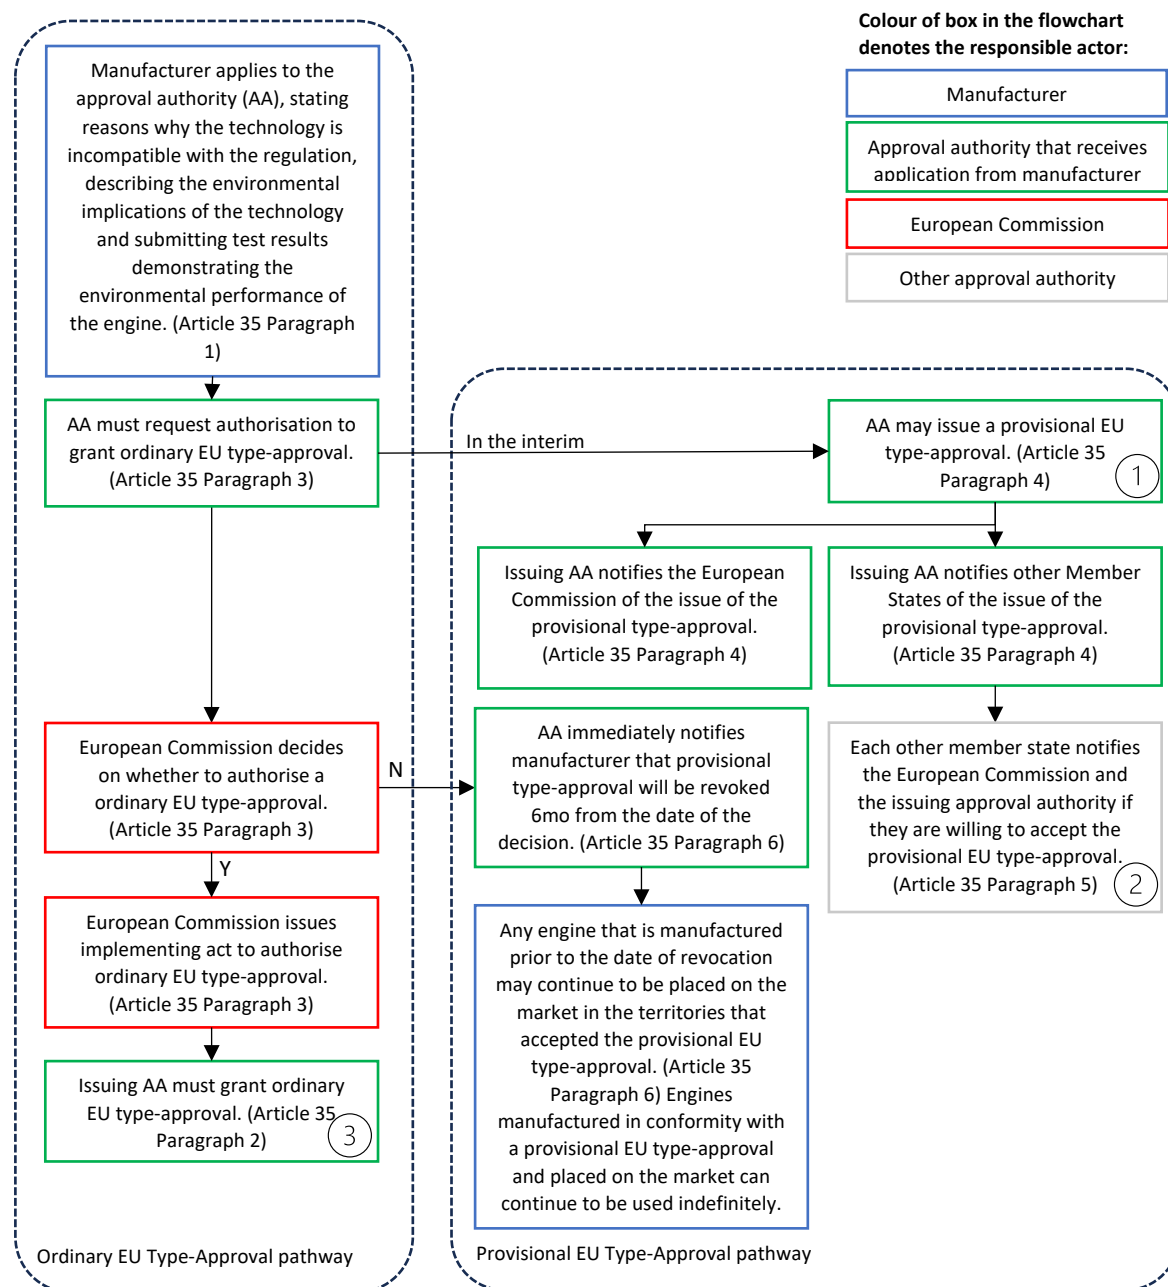 Colour of box in the flowchart
denotes the responsible actor:
Manufacturer
Approval authority that receives
application from manufacturer
European Commission
Other approval authority
Manufacturer applies to the
approval authority (AA), stating
reasons why the technology is
incompatible with the regulation,
describing the environmental
implications of the technology
and submitting test results
demonstrating the
environmental performance of
the engine. (Article 35 Paragraph
1)
AA must request authorisation to
grant ordinary EU type-approval.
(Article 35 Paragraph 3)
In the interim
AA may issue a provisional EU
type-approval. (Article 35
Paragraph 4)
1
Issuing AA notifies the European
Commission of the issue of the
provisional type-approval.
(Article 35 Paragraph 4)
Issuing AA notifies other Member
States of the issue of the
provisional type-approval.
(Article 35 Paragraph 4)
European Commission decides
on whether to authorise a
ordinary EU type-approval.
(Article 35 Paragraph 3)
N
AA immediately notifies
manufacturer that provisional
type-approval will be revoked
6mo from the date of the
decision. (Article 35 Paragraph 6)
Each other member state notifies
the European Commission and
the issuing approval authority if
they are willing to accept the
provisional EU type-approval.
(Article 35 Paragraph 5)
2
Y
European Commission issues
implementing act to authorise
ordinary EU type-approval.
(Article 35 Paragraph 3)
Any engine that is manufactured
prior to the date of revocation
may continue to be placed on the
market in the territories that
accepted the provisional EU
type-approval. (Article 35
Paragraph 6) Engines
manufactured in conformity with
a provisional EU type-approval
and placed on the market can
continue to be used indefinitely.
Issuing AA must grant ordinary
EU type-approval. (Article 35
Paragraph 2)
3
Ordinary EU Type-Approval pathway
Provisional EU Type-Approval pathway